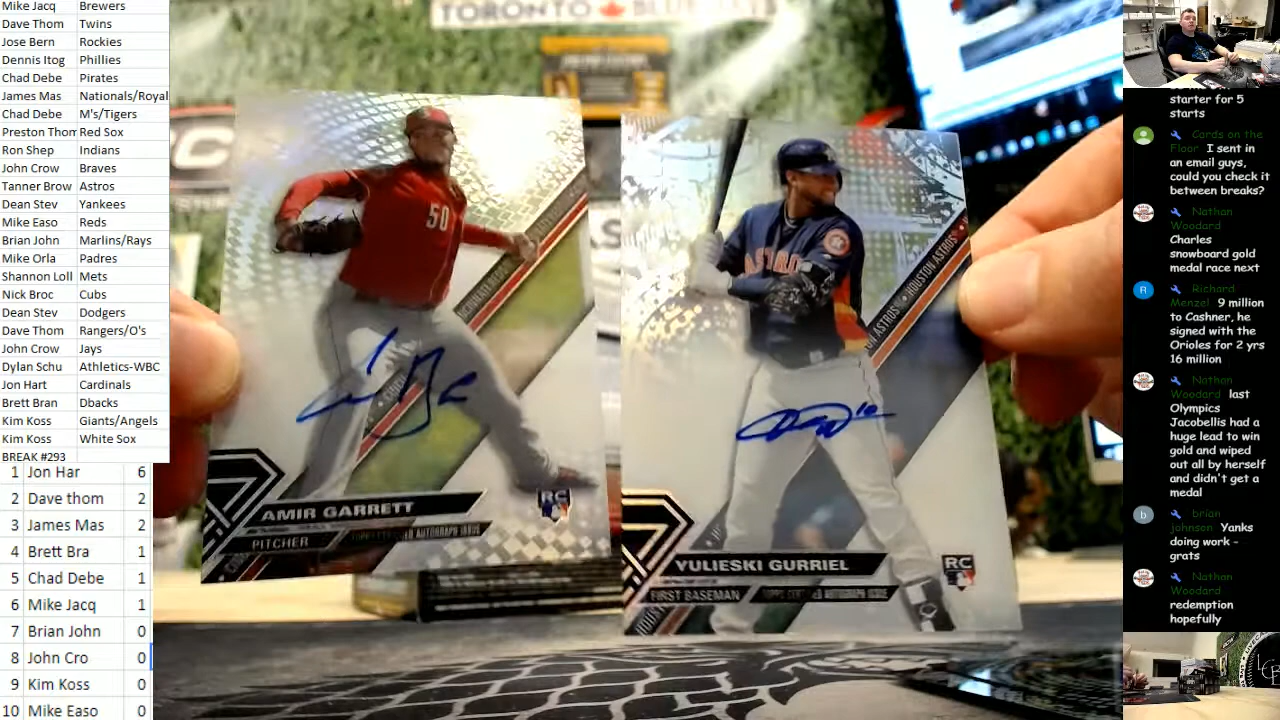 Mike Jacq Brewers
Dave Thom Twins
Jose Bern Rockies
Dennis Itog Phillies
Chad Debe Pirates
James Mas Nationals/Royal
Chad Debe M's/Tigers
Preston Thom Red Sox
Ron Shep Indians
John Crow Braves
Tanner Brow Astros
Dean Stev Yankees
Mike Easo Reds
Brian John Marlins/Rays
Mike Orla Padres
Shannon Loll Mets
Nick Broc Cubs
Dean Stev Dodgers
Dave Thom Rangers/O's
John Crow Jays
Dylan Schu Athletics-WBC
Jon Hart Cardinals
Brett Bran Dbacks
Kim Koss Giants/Angels
Kim Koss White Sox
BREAK #293
1 Jon Har 6
2 Dave thom 2
3 James Mas 2
4 Brett Bra 1
5 Chad Debe 1
6 Mike Jacq 1
7 Brian John 0
8 John Cro 0
9 Kim Koss 0
10 Mike Easo 0
TORONTO BLUE JAYS
50
CINCINNATI REDS
AMIR GARRETT
PITCHER
RC
ASTROS
HOUSTON ASTROS
10
YULIESKI GURRIEL
FIRST BASEMAN
TOPPS CERTIFIED AUTOGRAPH ISSUE
RC
starter for 5
starts
Cards on the
Floor I sent in
an email guys,
could you check it
between breaks?
Nathan
Woodard
Charles
snowboard gold
medal race next
R
Richard
Menzel 9 million
to Cashner, he
signed with the
Orioles for 2 yrs
16 million
Nathan
Woodard last
Olympics
Jacobellis had a
huge lead to win
gold and wiped
out all by herself
and didn't get a
medal
b
brian
johnson Yanks
doing work -
grats
Nathan
Woodard
redemption
hopefully